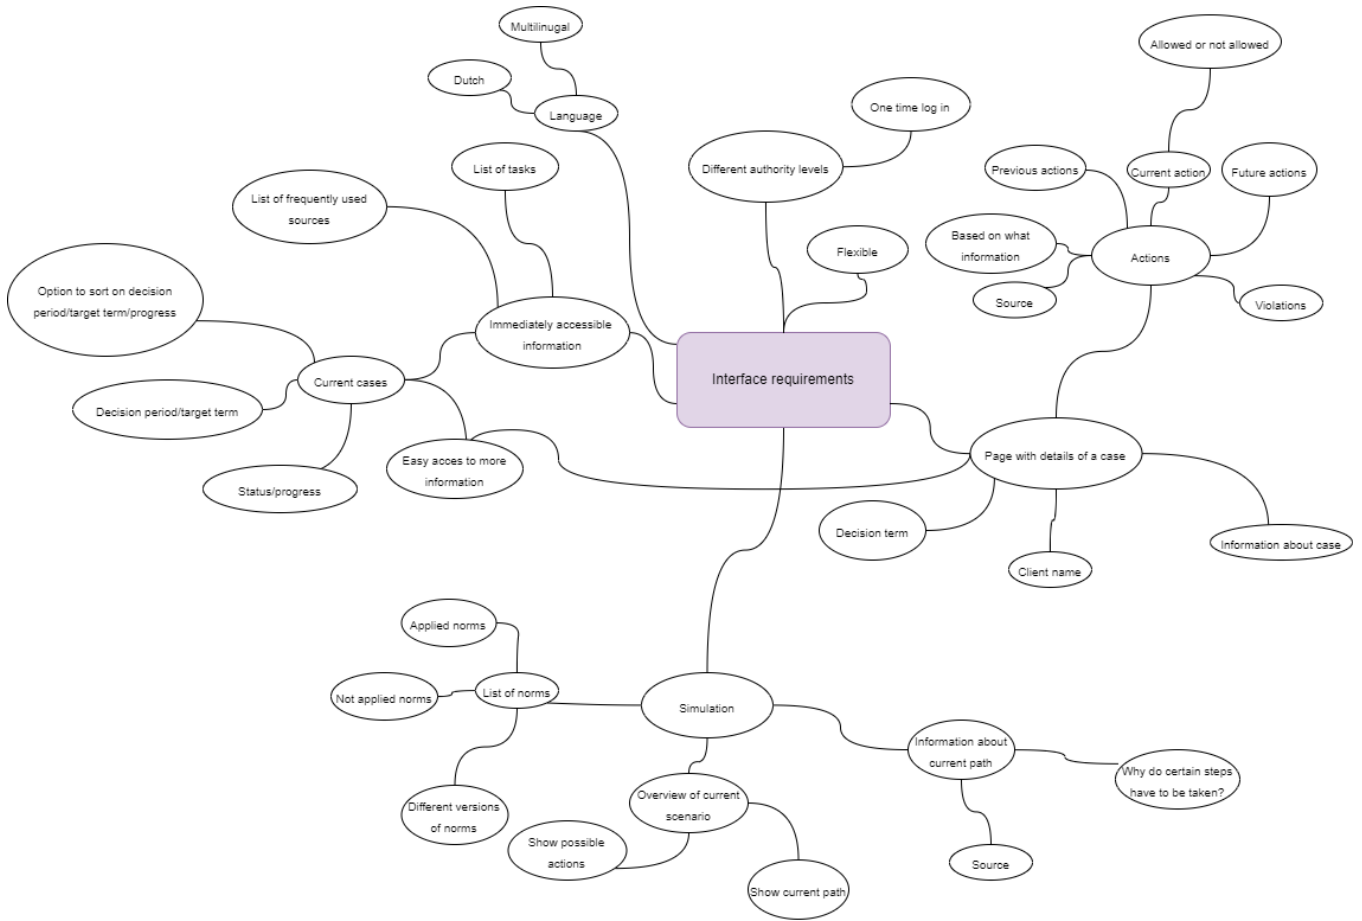 Multilinugal
Dutch
Language
One time log in
Allowed or not allowed
List of tasks
Different authority levels
Previous actions
Current action
Future actions
List of frequently used
sources
Flexible
Based on what
information
Actions
Source
Violations
Option to sort on decision
period/target term/progress
Immediately accessible
information
Interface requirements
Current cases
Decision period/target term
Easy acces to more
information
Page with details of a case
Status/progress
Decision term
Client name
Information about case
Applied norms
Not applied norms
List of norms
Simulation
Information about
current path
Why do certain steps
have to be taken?
Overview of current
scenario
Different versions
of norms
Show possible
actions
Source
Show current path